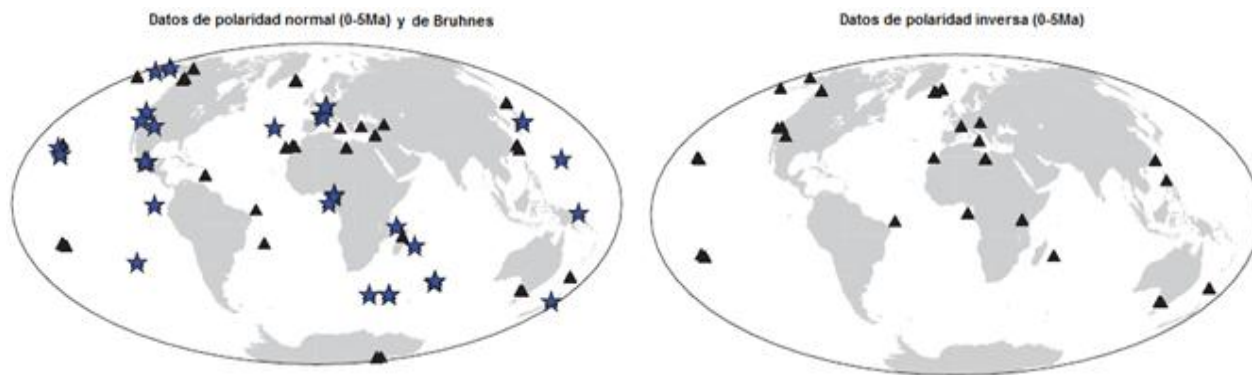 Datos de polaridad normal (0-5Ma) y de Bruhnes
Datos de polaridad inversa (0-5Ma)